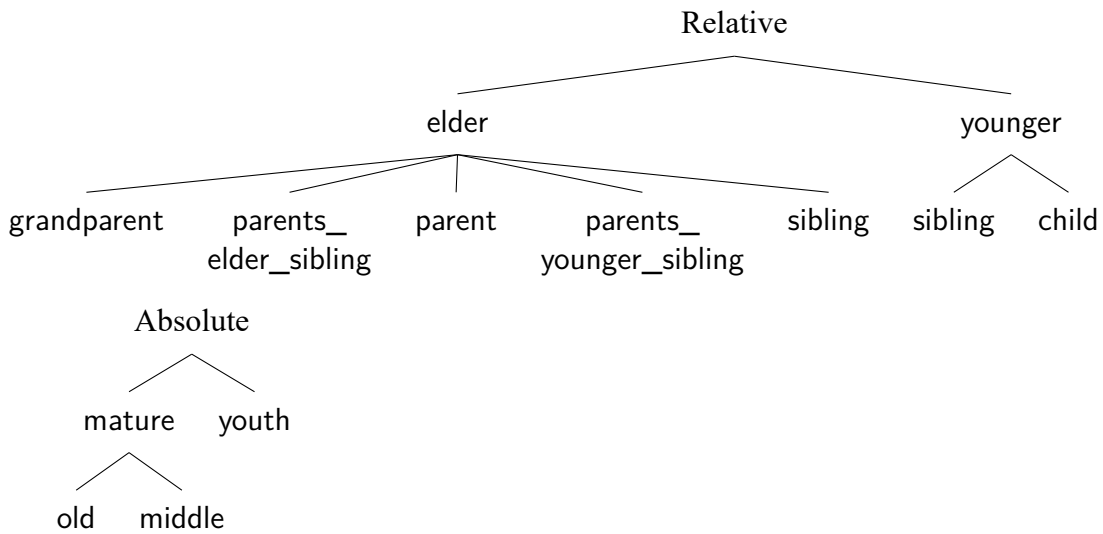 Relative
elder younger
grandparent parents_ parent parents_ sibling sibling child
elder_sibling younger_sibling
Absolute
mature youth
old middle